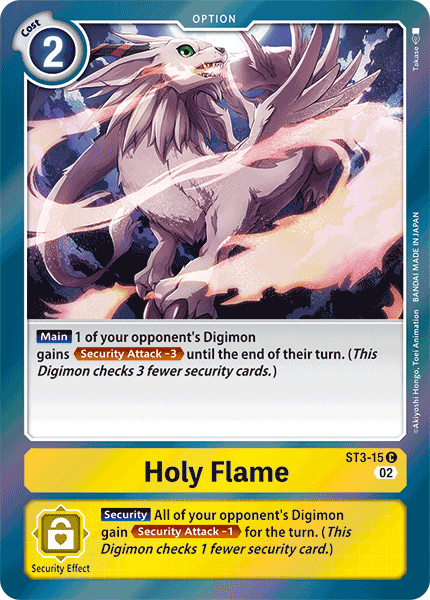 OPTION
Cost
2
Takase
©Akiyoshi Hongo, Toei Animation BANDAI MADE IN JAPAN
Main 1 of your opponent's Digimon
gains Security Attack -3 until the end of their turn. (This
Digimon checks 3 fewer security cards.)
ST3-15 C
Holy Flame
02
Security All of your opponent's Digimon
gain Security Attack -1 for the turn. (This
Digimon checks 1 fewer security card.)
Security Effect